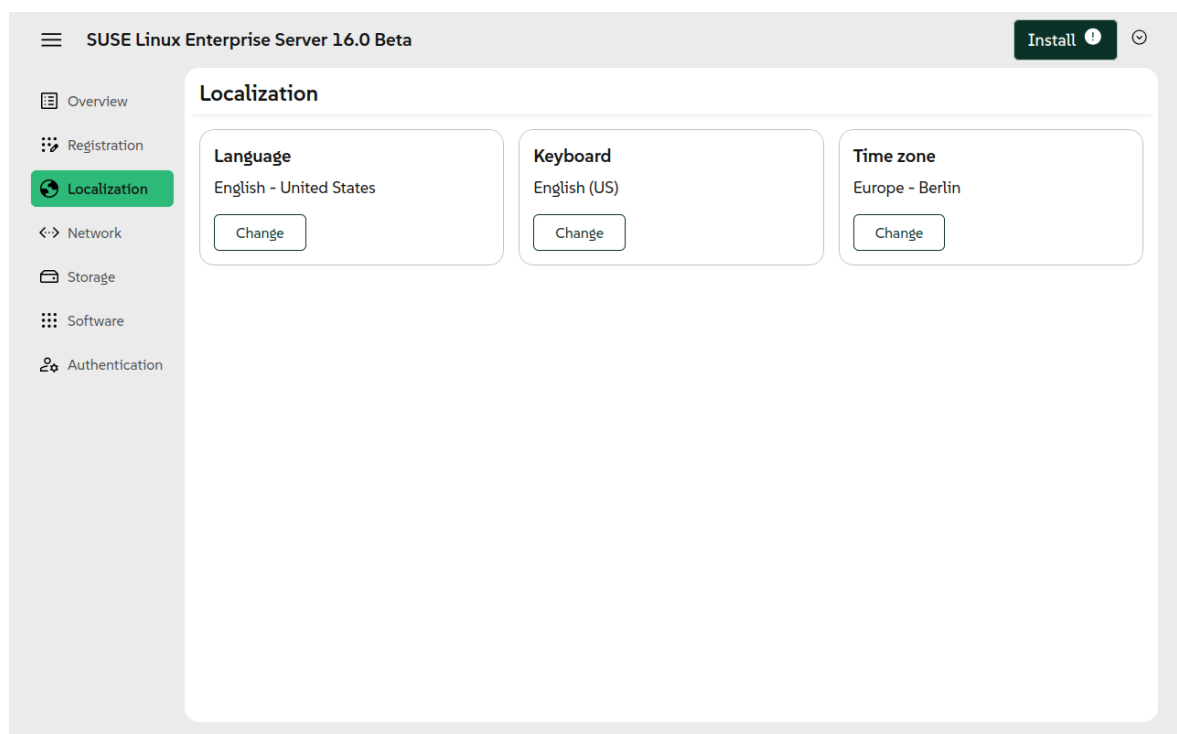 SUSE Linux Enterprise Server 16.0 Beta
Install
Overview
Registration
Localization
Network
Storage
Software
Authentication
Localization
Language
English - United States
Change
Keyboard
English (US)
Change
Time zone
Europe - Berlin
Change